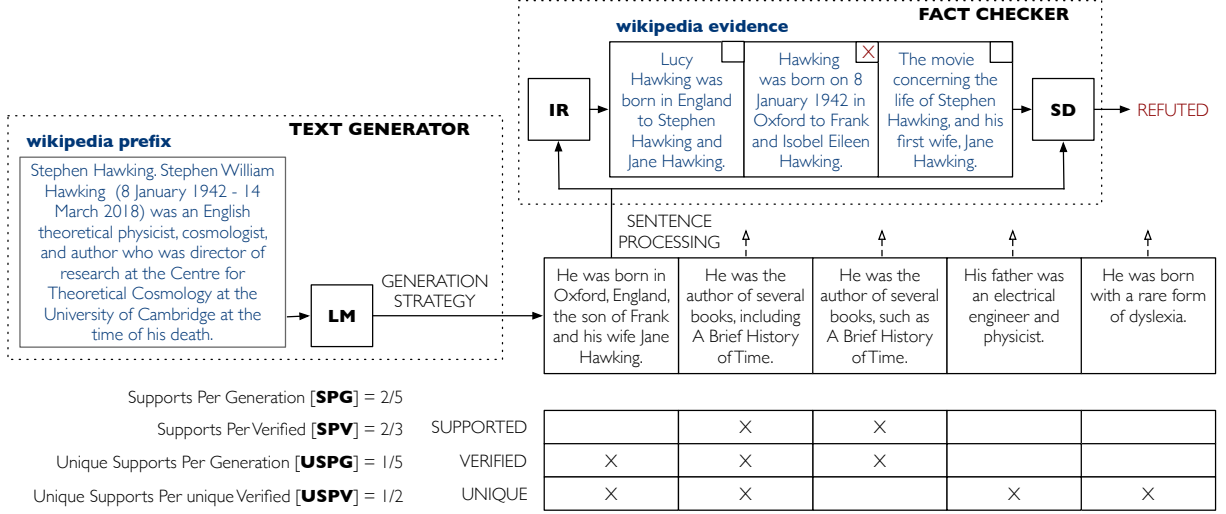 FACT CHECKER
wikipedia evidence
Lucy
Hawking was
born in England
to Stephen
Hawking and
Jane Hawking.
X
Hawking
was born on 8
January 1942 in
Oxford to Frank
and Isobel Eileen
Hawking.
The movie
concerning the
life of Stephen
Hawking, and his
first wife, Jane
Hawking.
IR
SD
REFUTED
TEXT GENERATOR
wikipedia prefix
Stephen Hawking. Stephen William
Hawking (8 January 1942 - 14
March 2018) was an English
theoretical physicist, cosmologist,
and author who was director of
research at the Centre for
Theoretical Cosmology at the
University of Cambridge at the
time of his death.
LM
GENERATION
STRATEGY
SENTENCE
PROCESSING
He was born in
Oxford, England,
the son of Frank
and his wife Jane
Hawking.
He was the
author of several
books, including
A Brief History
of Time.
He was the
author of several
books, such as
A Brief History
of Time.
His father was
an electrical
engineer and
physicist.
He was born
with a rare form
of dyslexia.
Supports Per Generation [SPG] = 2/5
Supports Per Verified [SPV] = 2/3
Unique Supports Per Generation [USPG] = 1/5
Unique Supports Per unique Verified [USPV] = 1/2
SUPPORTED X X
VERIFIED X X X
UNIQUE X X X X